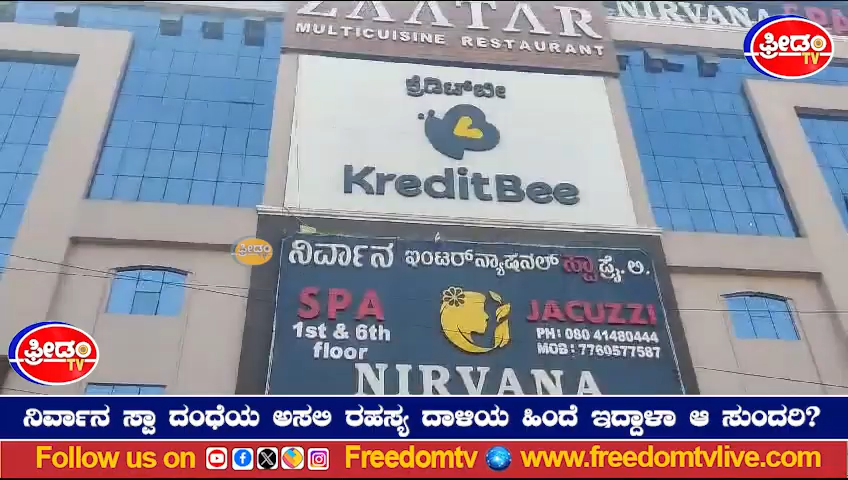 ZAATAR
MULTICUISINE RESTAURANT
NIRVANA SPA
ಫ್ರೀಡಂ
TV
ಕ್ರೆಡಿಟ್‌ಬೀ
KreditBee
ಫ್ರೀಡಂ
ನಿರ್ವಾನ ಇಂಟರ್‌ನ್ಯಾಷನಲ್ ಸ್ಪಾ ಪ್ರೈ.ಲಿ.
SPA
1st & 6th
floor
JACUZZI
PH: 080 41480444
MOB: 7760577587
NIRVANA
ಫ್ರೀಡಂ
TV
ನಿರ್ವಾನ ಸ್ಪಾ ದಂಧೆಯ ಅಸಲಿ ರಹಸ್ಯ ದಾಳಿಯ ಹಿಂದೆ ಇದ್ದಾಳಾ ಆ ಸುಂದರಿ?
Follow us on Freedomtv www.freedomtvlive.com